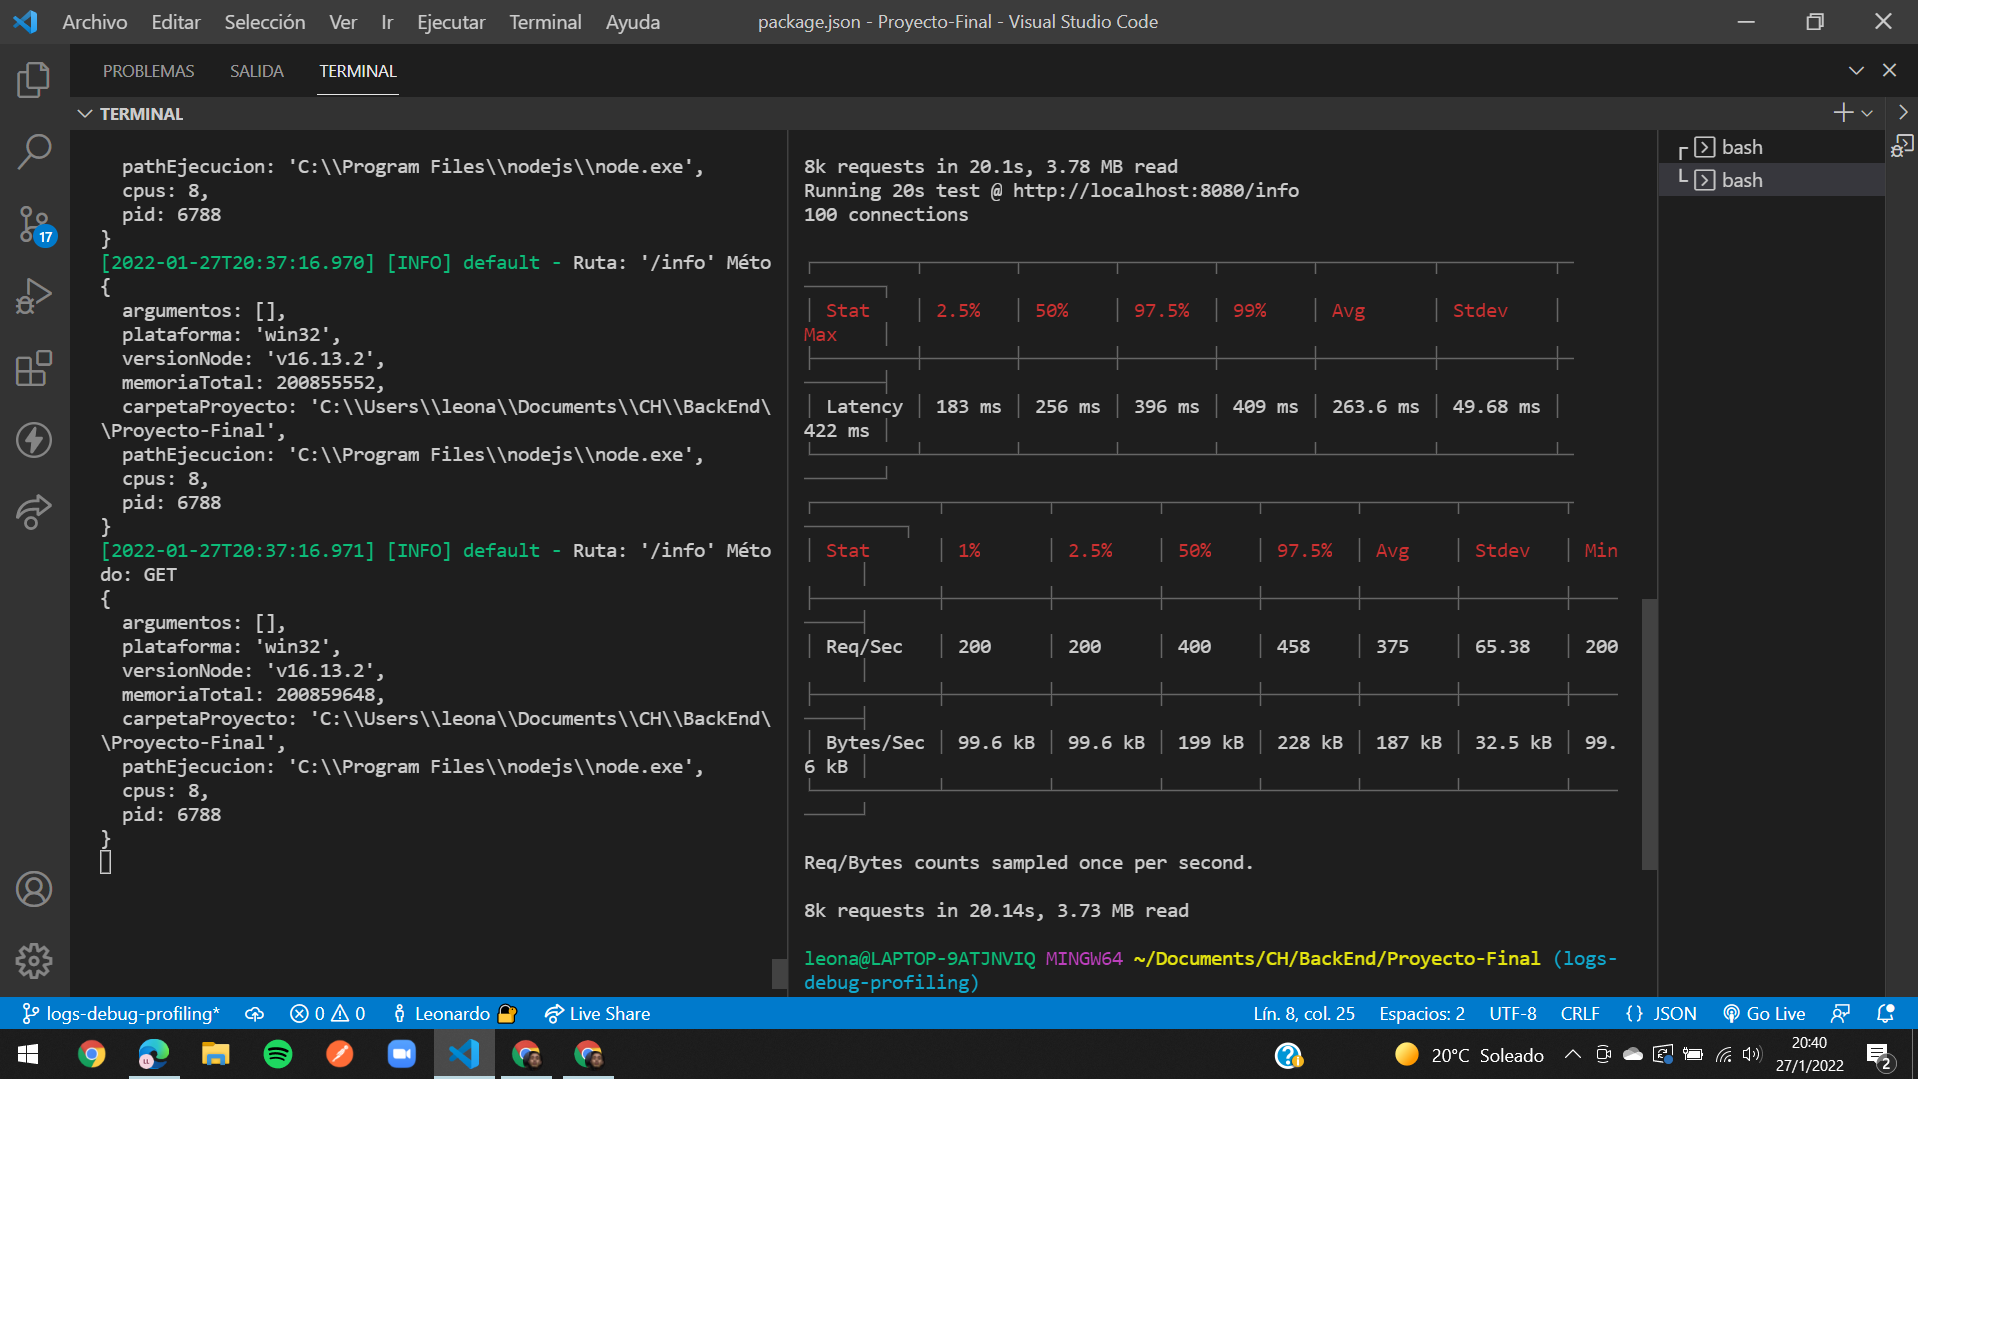 Archivo Editar Selección Ver Ir Ejecutar Terminal Ayuda
package.json - Proyecto-Final - Visual Studio Code
PROBLEMAS SALIDA TERMINAL
TERMINAL
pathEjecucion: 'C:\\Program Files\\nodejs\\node.exe',
cpus: 8,
pid: 6788
}
[2022-01-27T20:37:16.970] [INFO] default - Ruta: '/info' Méto
{
argumentos: [],
plataforma: 'win32',
versionNode: 'v16.13.2',
memoriaTotal: 200855552,
carpetaProyecto: 'C:\\Users\\leona\\Documents\\CH\\BackEnd\
\Proyecto-Final',
pathEjecucion: 'C:\\Program Files\\nodejs\\node.exe',
cpus: 8,
pid: 6788
}
[2022-01-27T20:37:16.971] [INFO] default - Ruta: '/info' Méto
do: GET
{
argumentos: [],
plataforma: 'win32',
versionNode: 'v16.13.2',
memoriaTotal: 200859648,
carpetaProyecto: 'C:\\Users\\leona\\Documents\\CH\\BackEnd\
\Proyecto-Final',
pathEjecucion: 'C:\\Program Files\\nodejs\\node.exe',
cpus: 8,
pid: 6788
}
8k requests in 20.1s, 3.78 MB read
Running 20s test @ http://localhost:8080/info
100 connections
Stat 2.5% 50% 97.5% 99% Avg Stdev
Max
Latency 183 ms 256 ms 396 ms 409 ms 263.6 ms 49.68 ms
422 ms
Stat 1% 2.5% 50% 97.5% Avg Stdev Min
Req/Sec 200 200 400 458 375 65.38 200
Bytes/Sec 99.6 kB 99.6 kB 199 kB 228 kB 187 kB 32.5 kB 99.
6 kB
Req/Bytes counts sampled once per second.
8k requests in 20.14s, 3.73 MB read
leona@LAPTOP-9ATJNVIQ MINGW64 ~/Documents/CH/BackEnd/Proyecto-Final (logs-
debug-profiling)
bash
bash
17
logs-debug-profiling* 0 0 Leonardo Live Share
Lín. 8, col. 25 Espacios: 2 UTF-8 CRLF {} JSON Go Live
20°C Soleado
20:40
27/1/2022
2